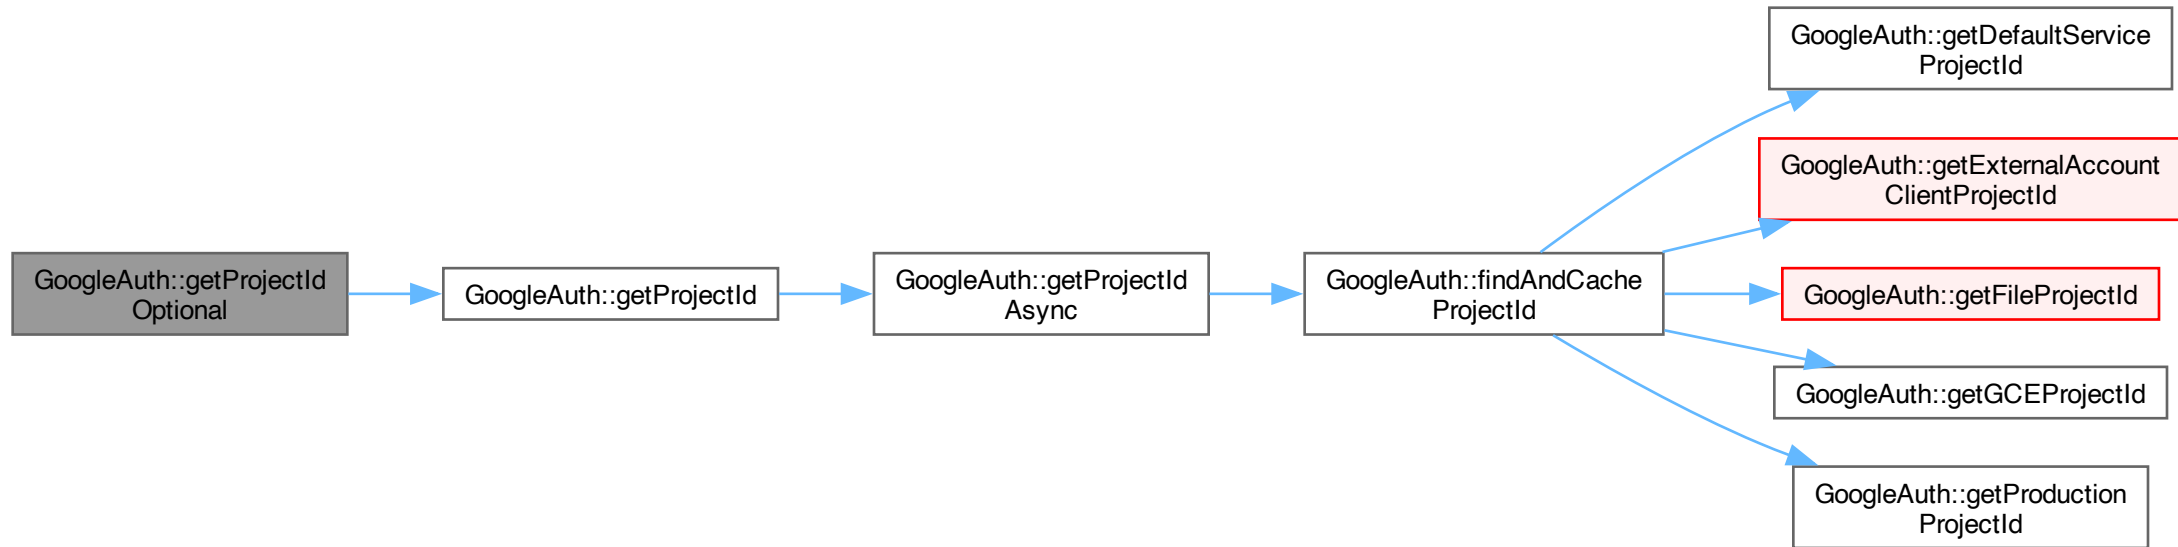 GoogleAuth::getProjectId
Optional
GoogleAuth::getProjectId
GoogleAuth::getProjectId
Async
GoogleAuth::findAndCache
ProjectId
GoogleAuth::getDefaultService
ProjectId
GoogleAuth::getExternalAccount
ClientProjectId
GoogleAuth::getFileProjectId
GoogleAuth::getGCEProjectId
GoogleAuth::getProduction
ProjectId